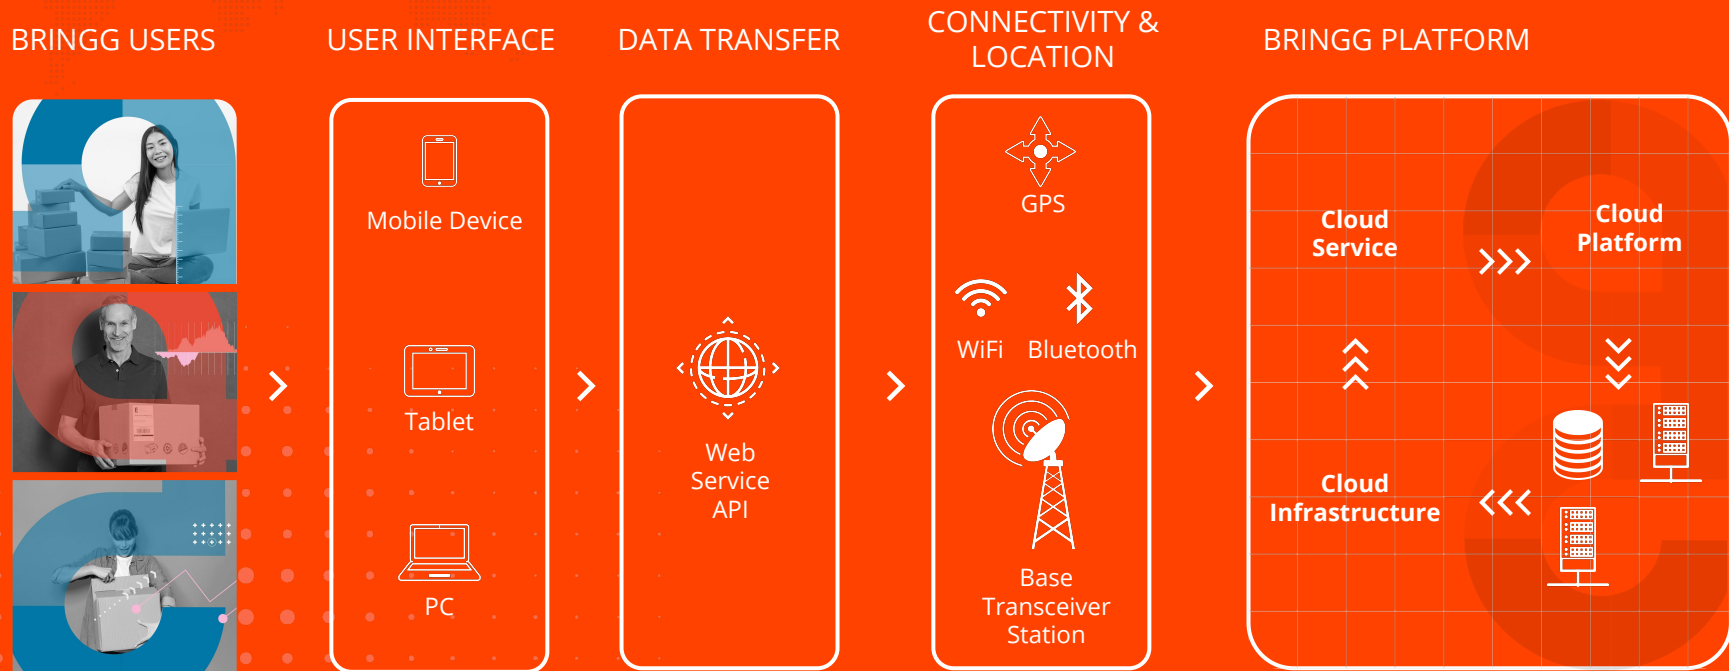 BRINGG USERS
USER INTERFACE
DATA TRANSFER
CONNECTIVITY &
LOCATION
BRINGG PLATFORM
Mobile Device
Tablet
PC
Web
Service
API
GPS
WiFi
Bluetooth
Base
Transceiver
Station
Cloud
Service
Cloud
Platform
Cloud
Infrastructure